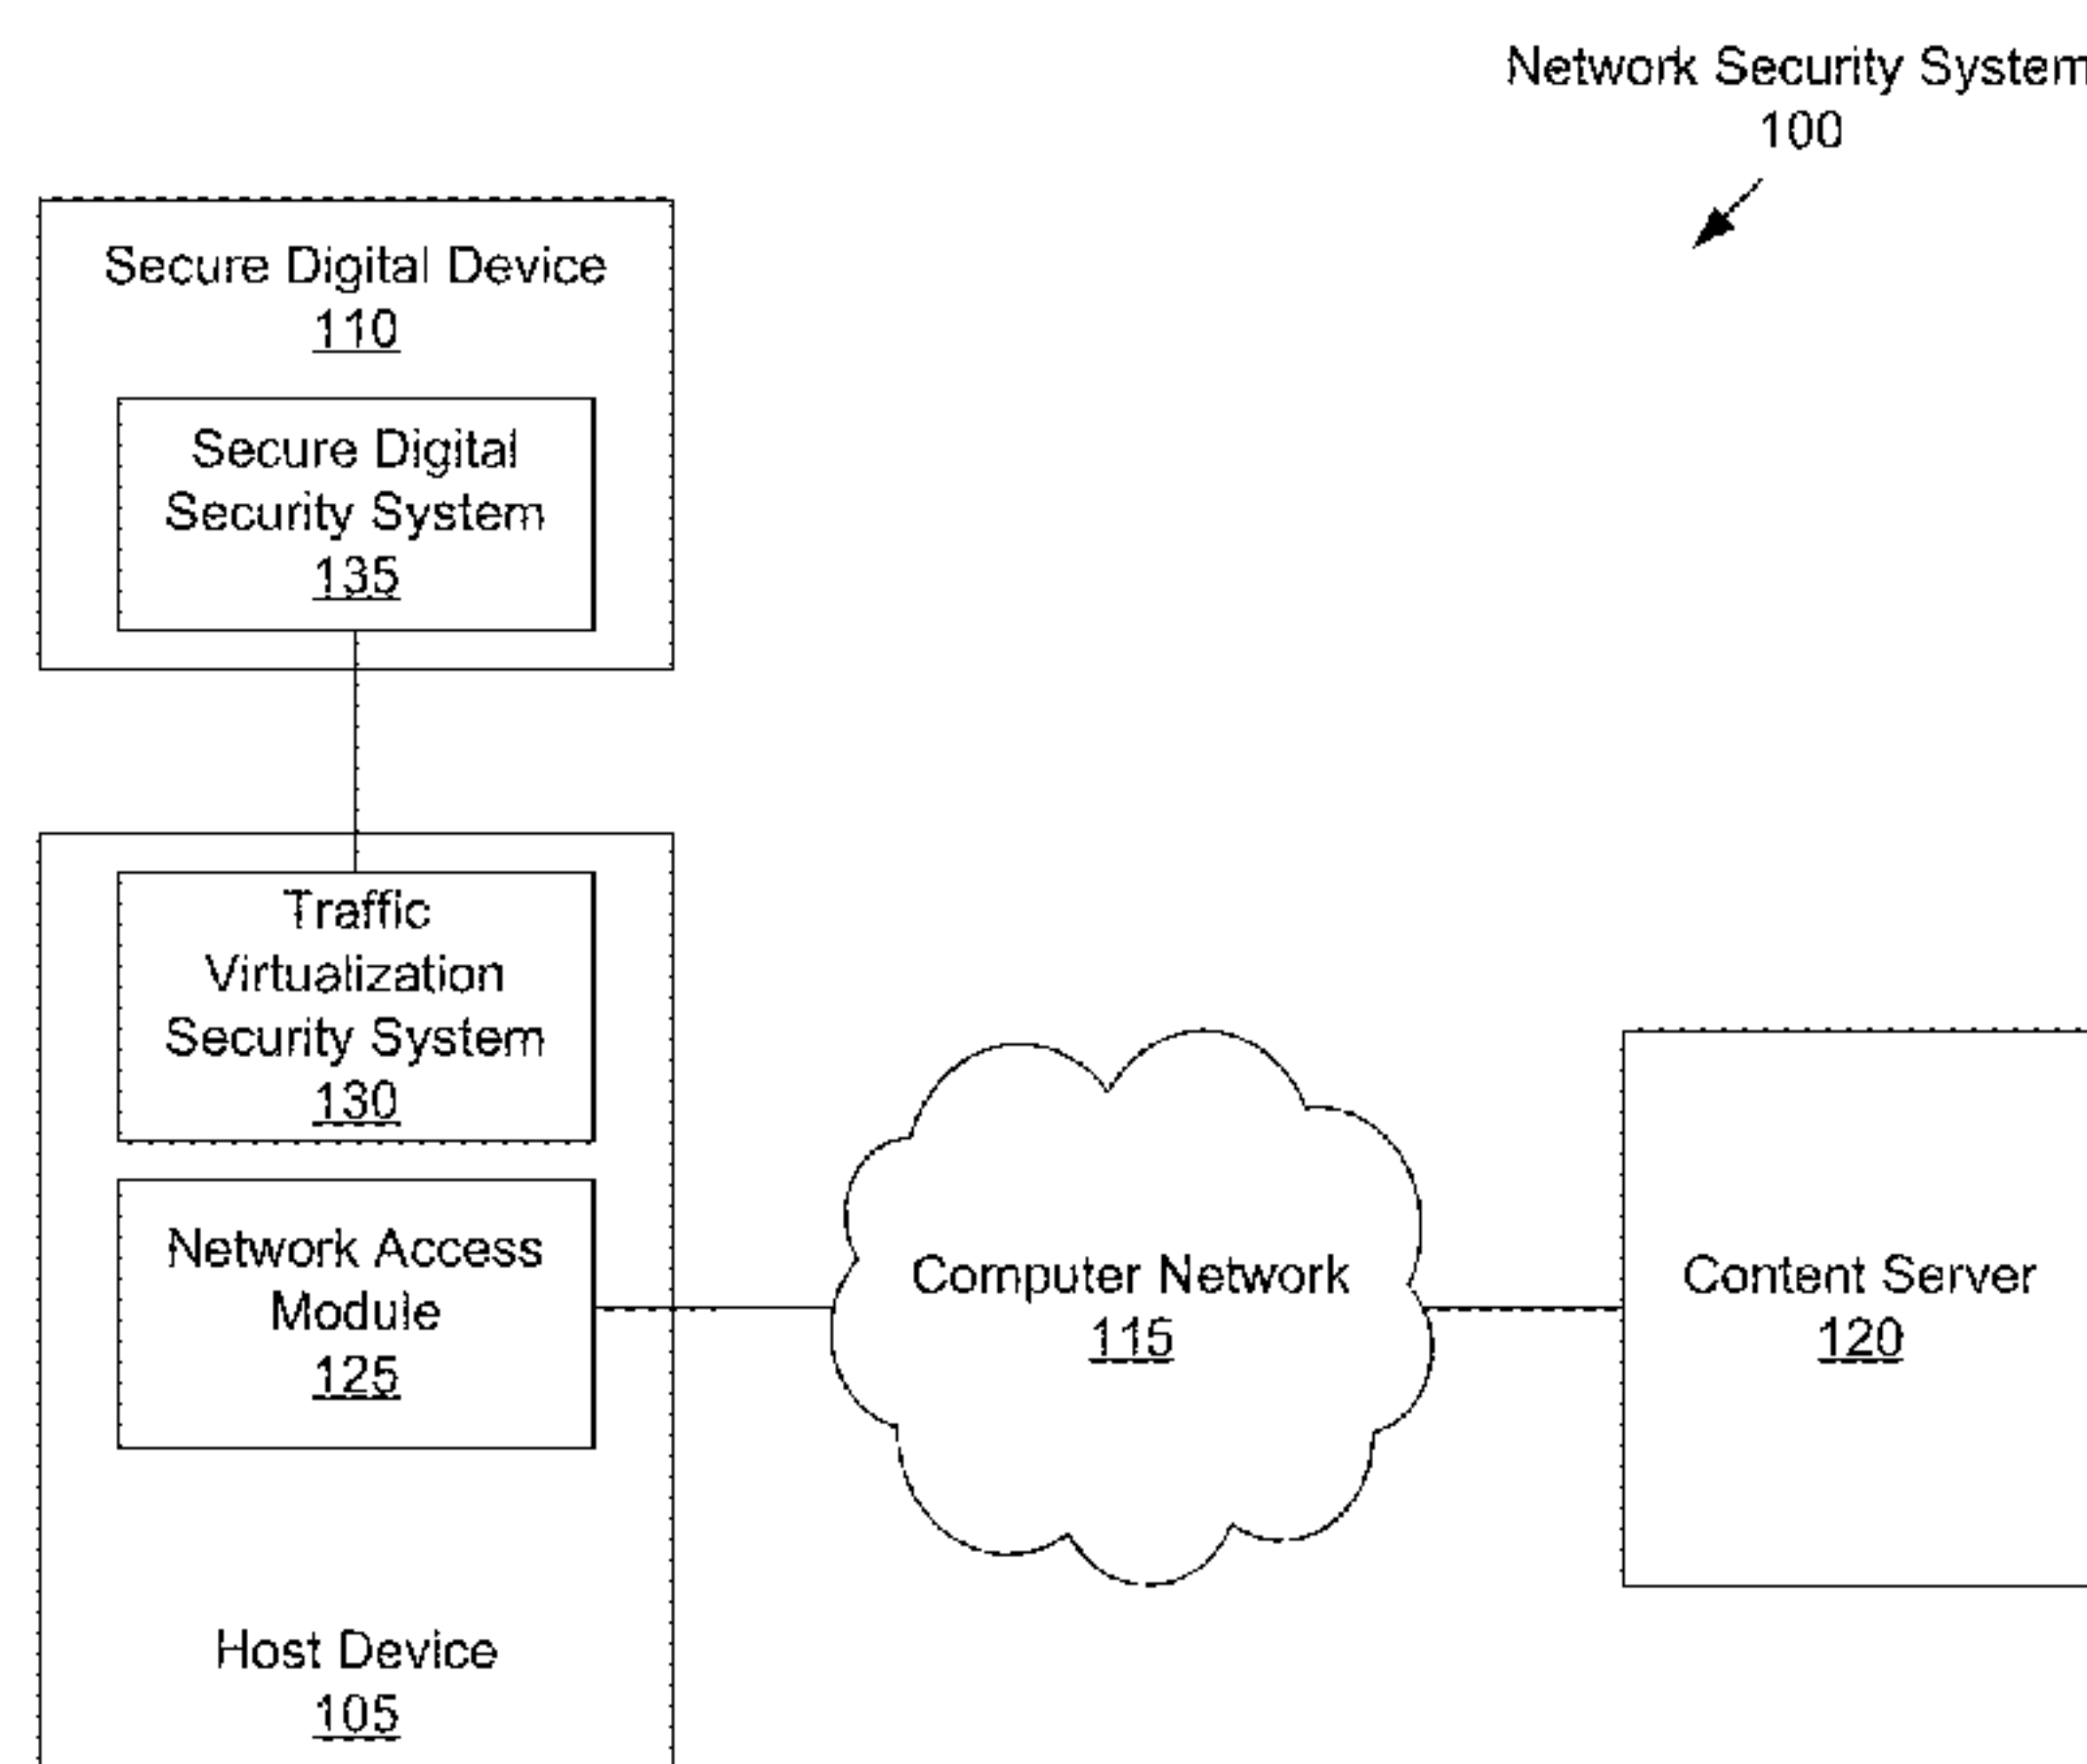 Network Security System
100
Secure Digital Device
110
Secure Digital
Security System
135
Traffic
Virtualization
Security System
130
Network Access
Module
125
Host Device
105
Computer Network
115
Content Server
120